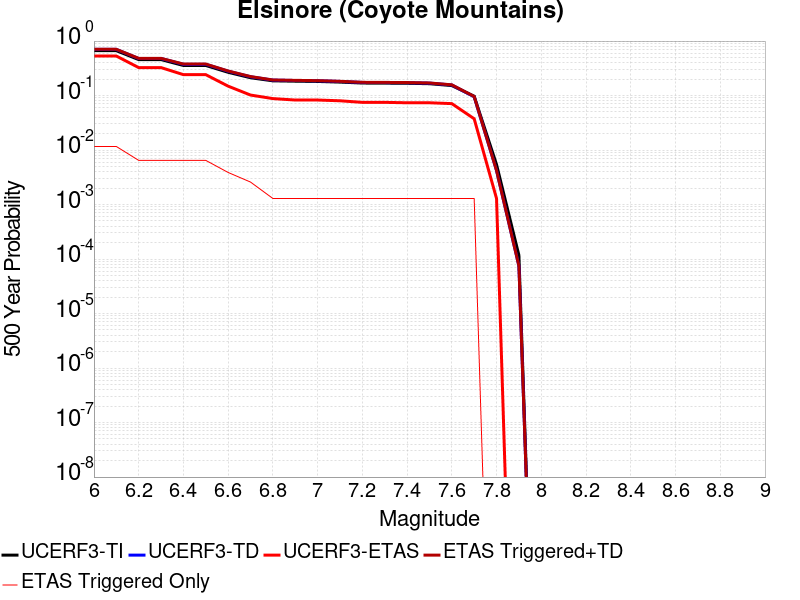 Elsinore (Coyote Mountains)
10^0
10^-1
10^-2
10^-3
10^-4
10^-5
10^-6
10^-7
10^-8
500 Year Probability
6 6.2 6.4 6.6 6.8 7 7.2 7.4 7.6 7.8 8 8.2 8.4 8.6 8.8 9
Magnitude
UCERF3-TI UCERF3-TD UCERF3-ETAS ETAS Triggered+TD
ETAS Triggered Only